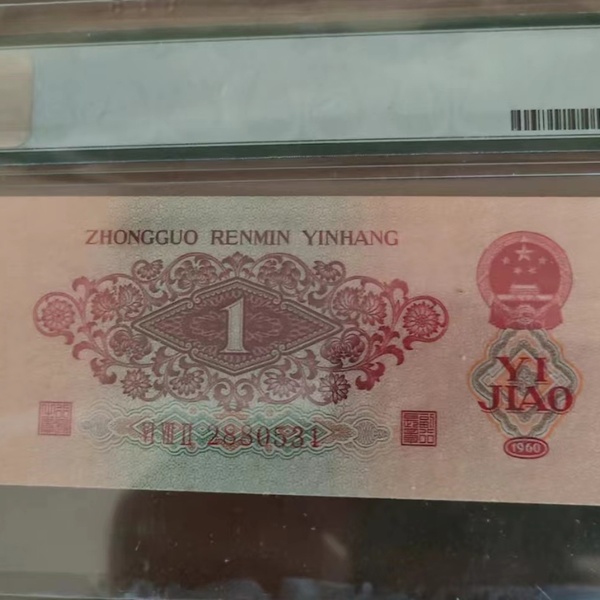 ZHONGGUO RENMIN YINHANG
1
YI
JIAO
2880531
1960